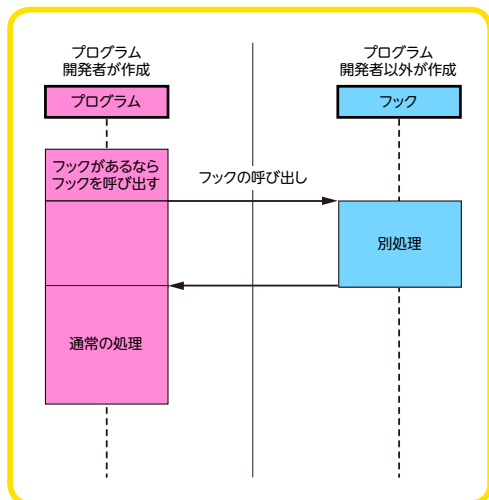 プログラム
開発者が作成
プログラム
開発者以外が作成
プログラム
フック
フックがあるなら
フックを呼び出す
フックの呼び出し
別処理
通常の処理